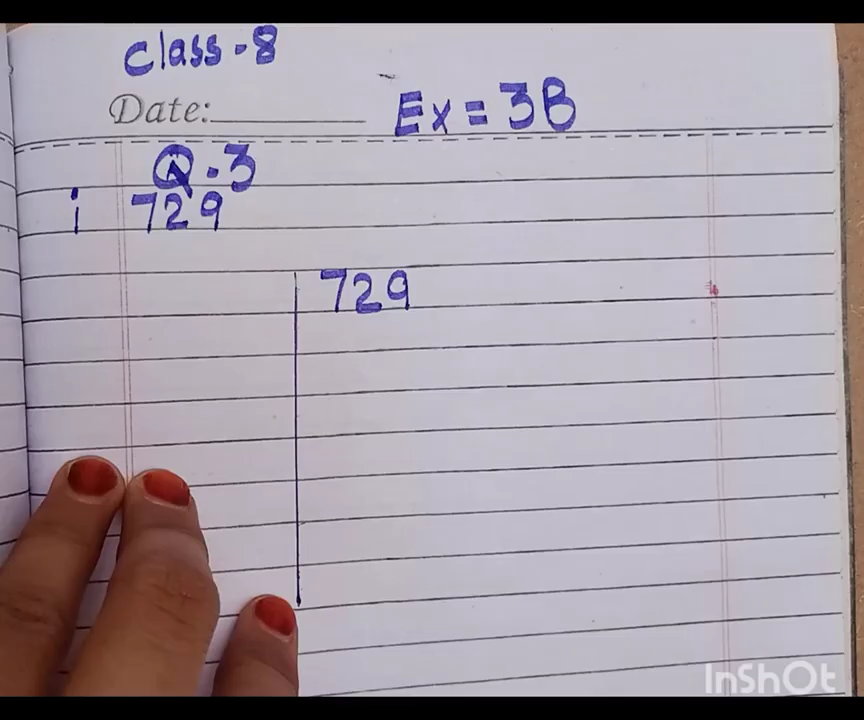 Class - 8
Date: Ex = 3B
Q.3
i 729
729
InShOt